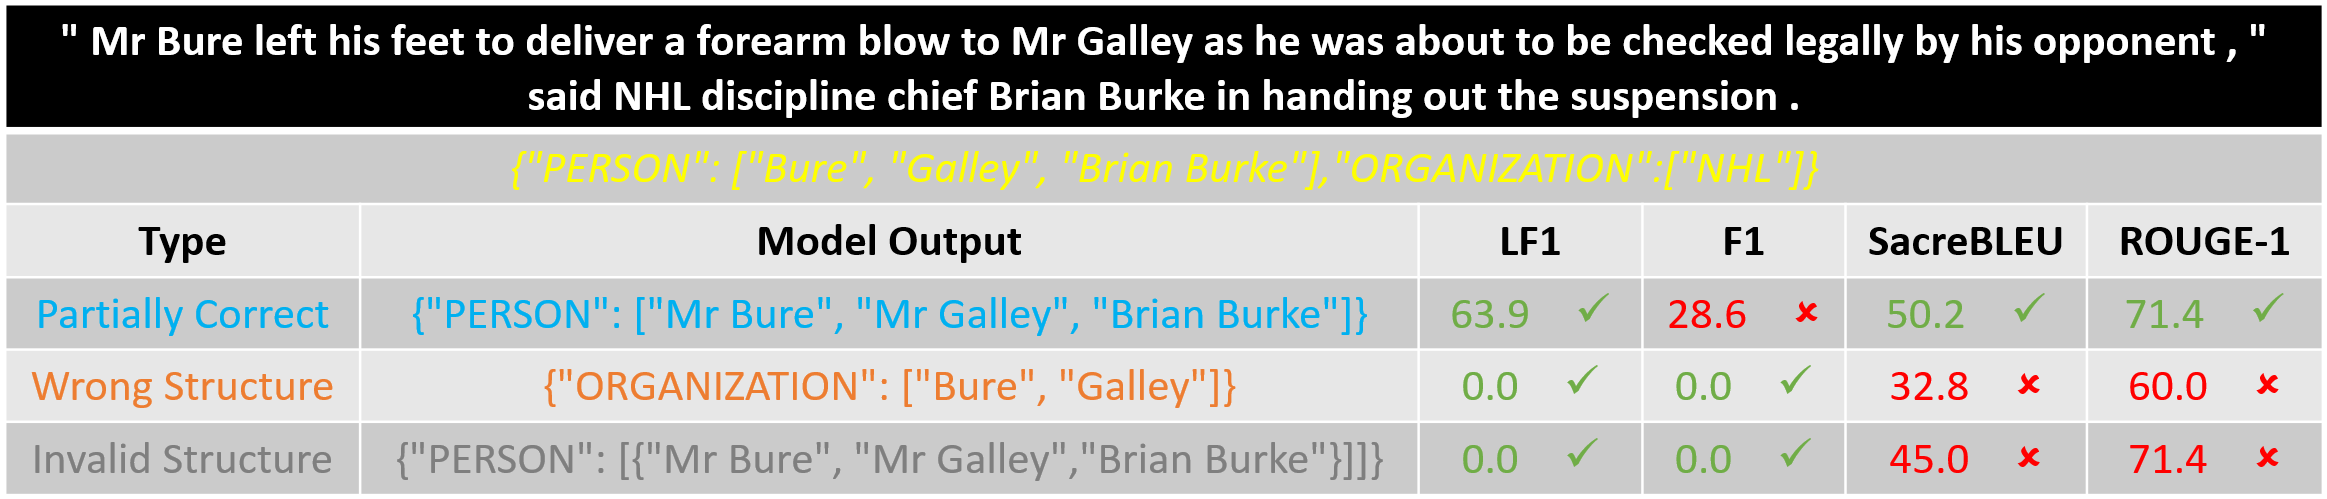 " Mr Bure left his feet to deliver a forearm blow to Mr Galley as he was about to be checked legally by his opponent , "
said NHL discipline chief Brian Burke in handing out the suspension .
{"PERSON": ["Bure", "Galley", "Brian Burke"],"ORGANIZATION":["NHL"]}
Type Model Output LF1 F1 SacreBLEU ROUGE-1
Partially Correct {"PERSON": ["Mr Bure", "Mr Galley", "Brian Burke"]} 63.9 ✓ 28.6 ✘ 50.2 ✓ 71.4 ✓
Wrong Structure {"ORGANIZATION": ["Bure", "Galley"]} 0.0 ✓ 0.0 ✓ 32.8 ✘ 60.0 ✘
Invalid Structure {"PERSON": [{"Mr Bure", "Mr Galley","Brian Burke"}]]} 0.0 ✓ 0.0 ✓ 45.0 ✘ 71.4 ✘